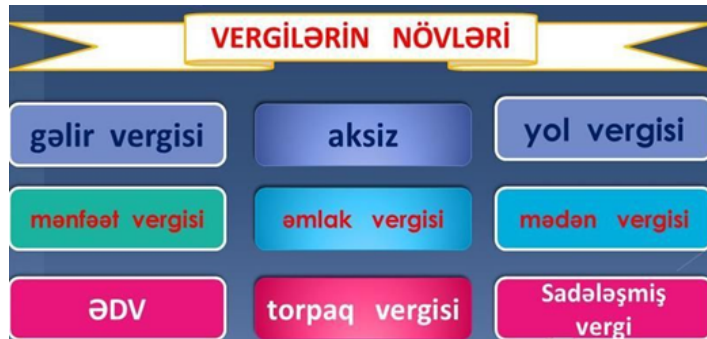 VERGİLƏRİN NÖVLƏRİ
gəlir vergisi
aksiz
yol vergisi
mənfəət vergisi
əmlak vergisi
mədən vergisi
ƏDV
torpaq vergisi
Sadələşmiş
vergi